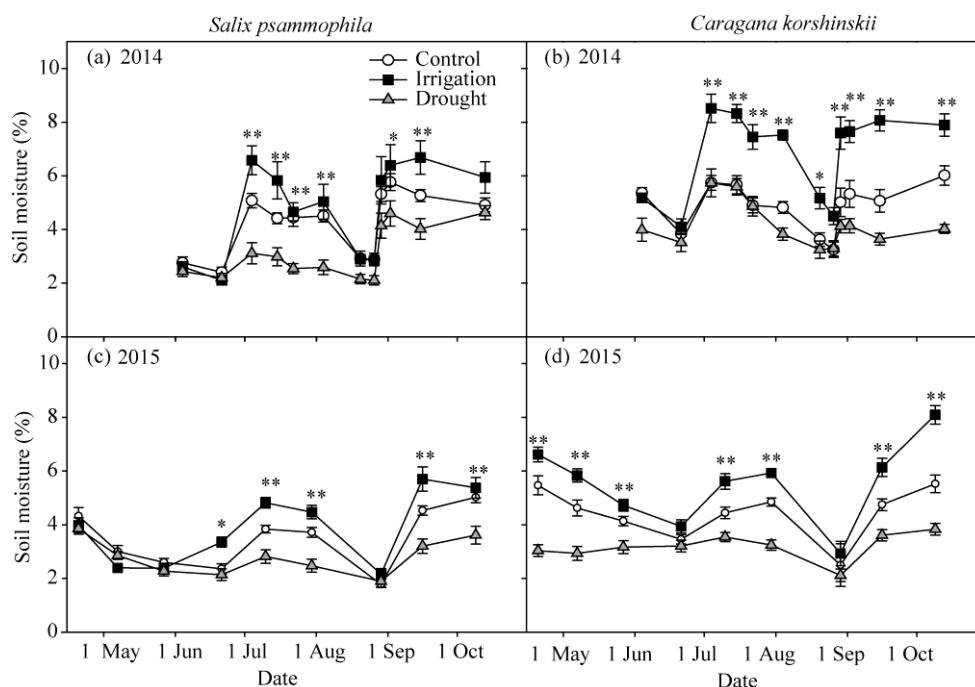 Salix psammophila
Caragana korshinskii
(a) 2014
Control
Irrigation
Drought
Soil moisture (%)
10
8
6
4
2
0
** ** ** ** * **
(b) 2014
** ** ** ** * ** ** ** **
(c) 2015
Soil moisture (%)
10
8
6
4
2
0
* ** ** ** **
(d) 2015
** ** ** ** ** ** **
1 May 1 Jun 1 Jul 1 Aug 1 Sep 1 Oct
Date
1 May 1 Jun 1 Jul 1 Aug 1 Sep 1 Oct
Date